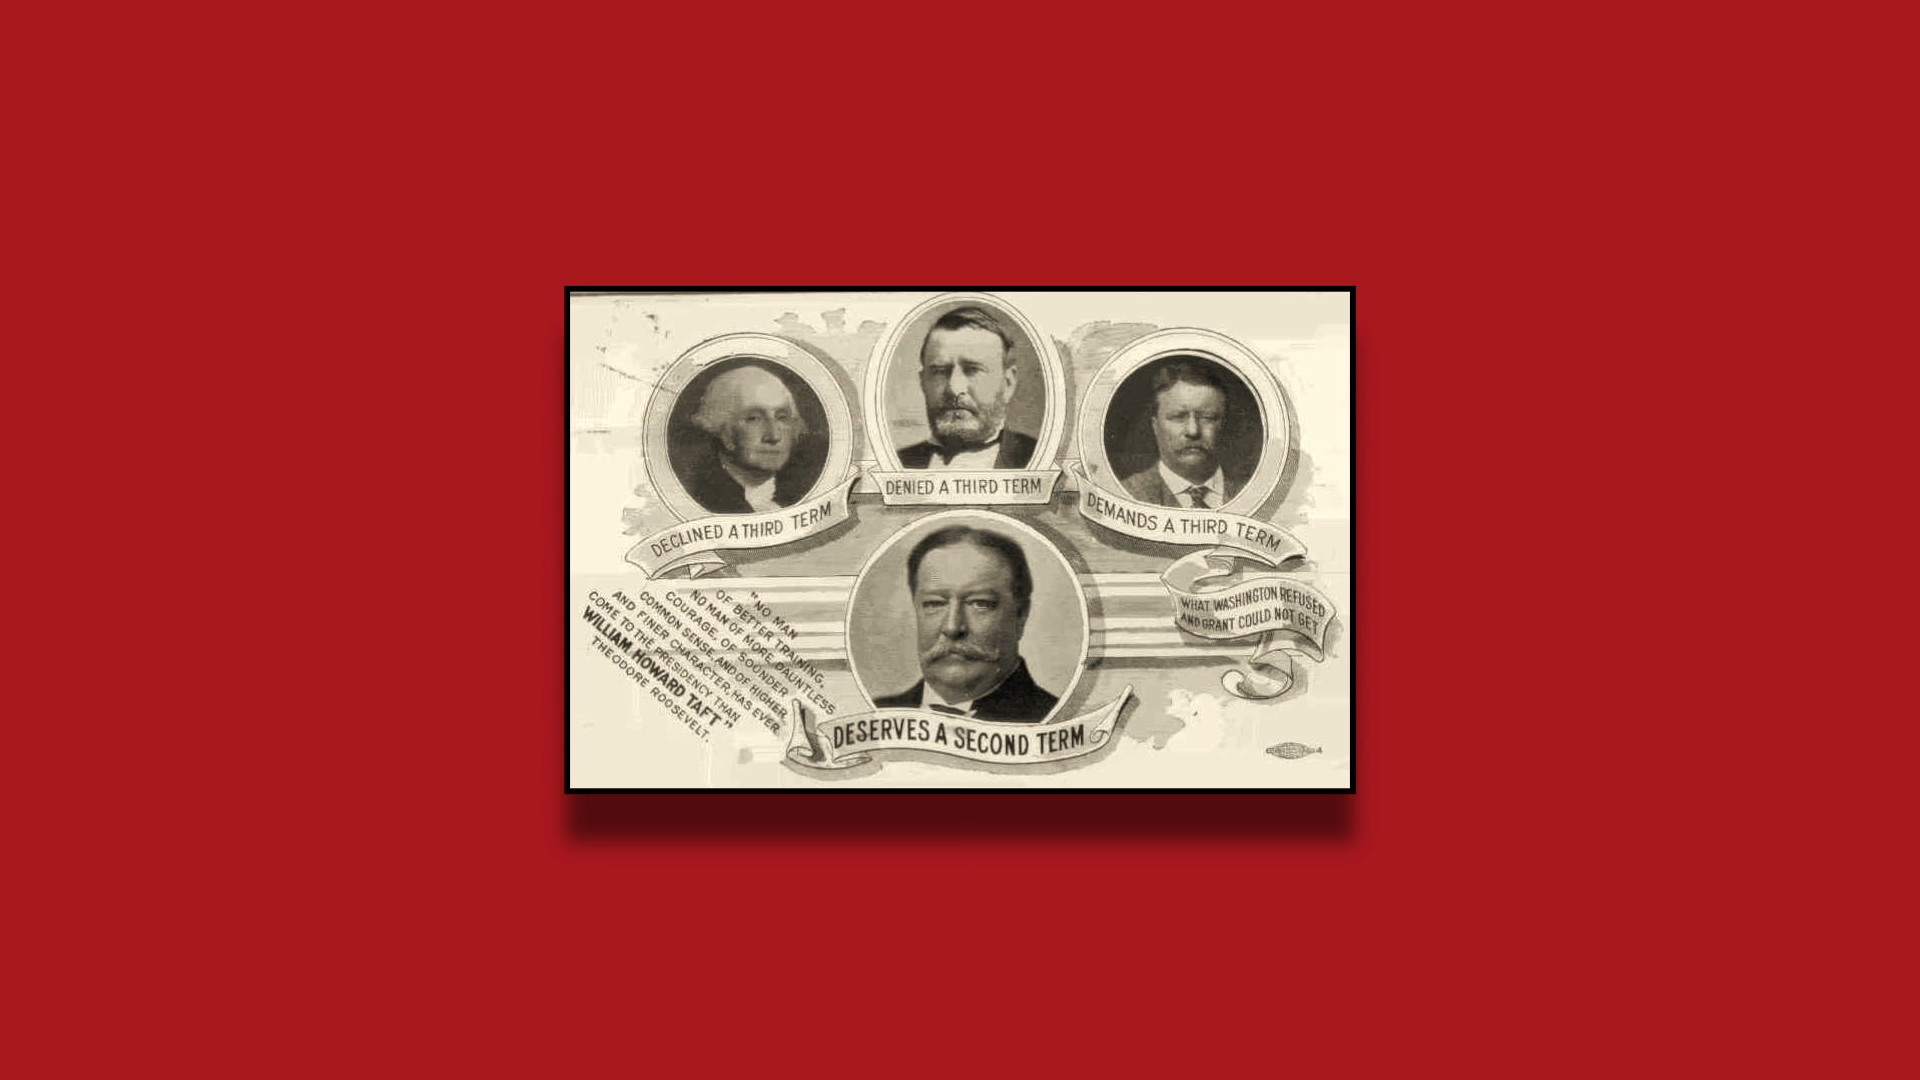 DECLINED A THIRD TERM
DENIED A THIRD TERM
DEMANDS A THIRD TERM
WHAT WASHINGTON REFUSED
AND GRANT COULD NOT GET
"NO MAN
OF BETTER TRAINING,
NO MAN OF MORE DAUNTLESS
COURAGE, OF SOUNDER
COMMON SENSE, AND OF HIGHER
AND FINER CHARACTER, HAS EVER
COME TO THE PRESIDENCY THAN
WILLIAM HOWARD TAFT"
THEODORE ROOSEVELT.
DESERVES A SECOND TERM
4